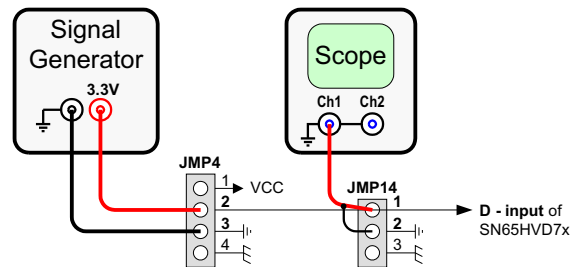 Signal
Generator
3.3V
Scope
Ch1 Ch2
JMP4
1
VCC
2
3
4
JMP14
1
2
3
D - input of
SN65HVD7x